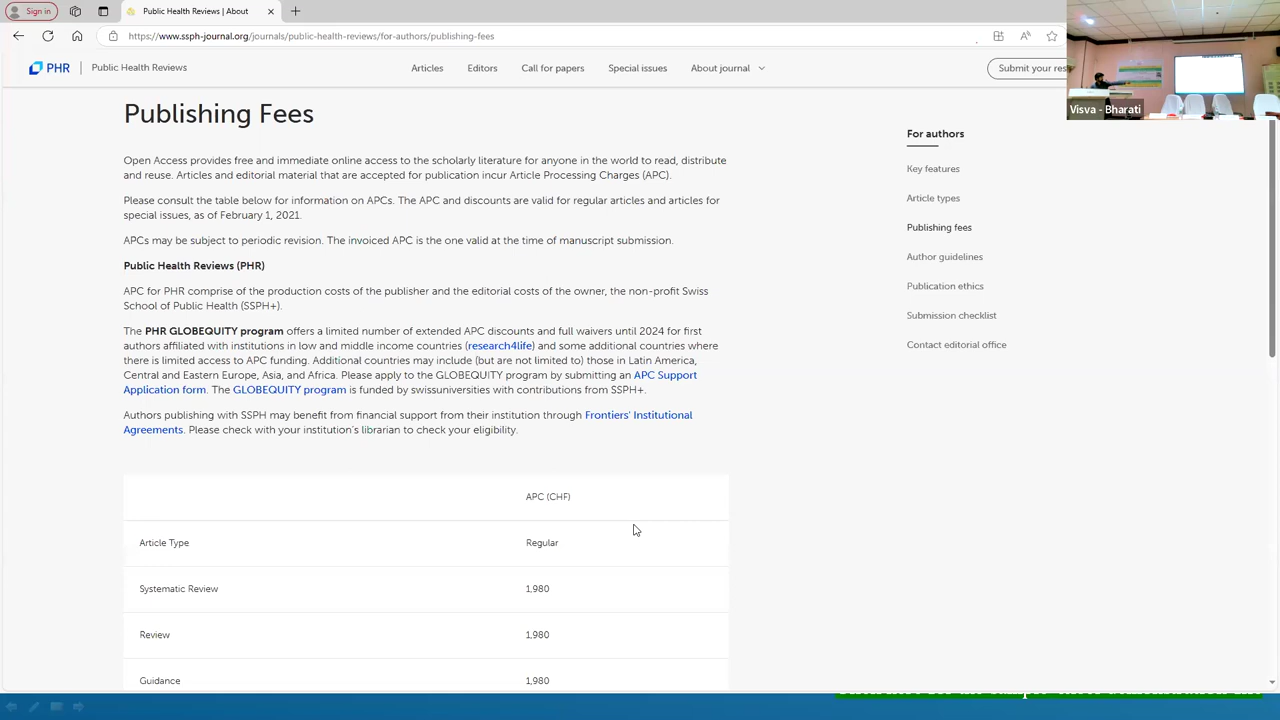 Sign in
Public Health Reviews | About
https://www.ssph-journal.org/journals/public-health-reviews/for-authors/publishing-fees
PHR
Public Health Reviews
Articles
Editors
Call for papers
Special issues
About journal
Submit your res
Visva - Bharati
Publishing Fees
Open Access provides free and immediate online access to the scholarly literature for anyone in the world to read, distribute
and reuse. Articles and editorial material that are accepted for publication intur Article Processing Charges (APC).
Please consult the table below for information on APCs. The APC and discounts are valid for regular articles and articles for
special issues, as of February 1, 2021.
APCs may be subject to periodic revision. The invoiced APC is the one valid at the time of manuscript submission.
Public Health Reviews (PHR)
APC for PHR comprise of the production costs of the publisher and the editorial costs of the owner, the non-profit Swiss
School of Public Health (SSPH+).
The PHR GLOBEQUITY program offers a limited number of extended APC discounts and full waivers until 2024 for first
authors affiliated with institutions in low and middle income countries (research4life) and some additional countries where
there is limited access to APC funding. Additional countries may include (but are not limited to) those in Latin America,
Central and Eastern Europe, Asia, and Africa. Please apply to the GLOBEQUITY program by submitting an APC Support
Application form. The GLOBEQUITY program is funded by swissuniversities with contributions from SSPH+.
Authors publishing with SSPH may benefit from financial support from their institution through Frontiers' Institutional
Agreements. Please check with your institution's librarian to check your eligibility.
APC (CHF)
Article Type Regular
Systematic Review 1,980
Review 1,980
Guidance 1,980
For authors
Key features
Article types
Publishing fees
Author guidelines
Publication ethics
Submission checklist
Contact editorial office